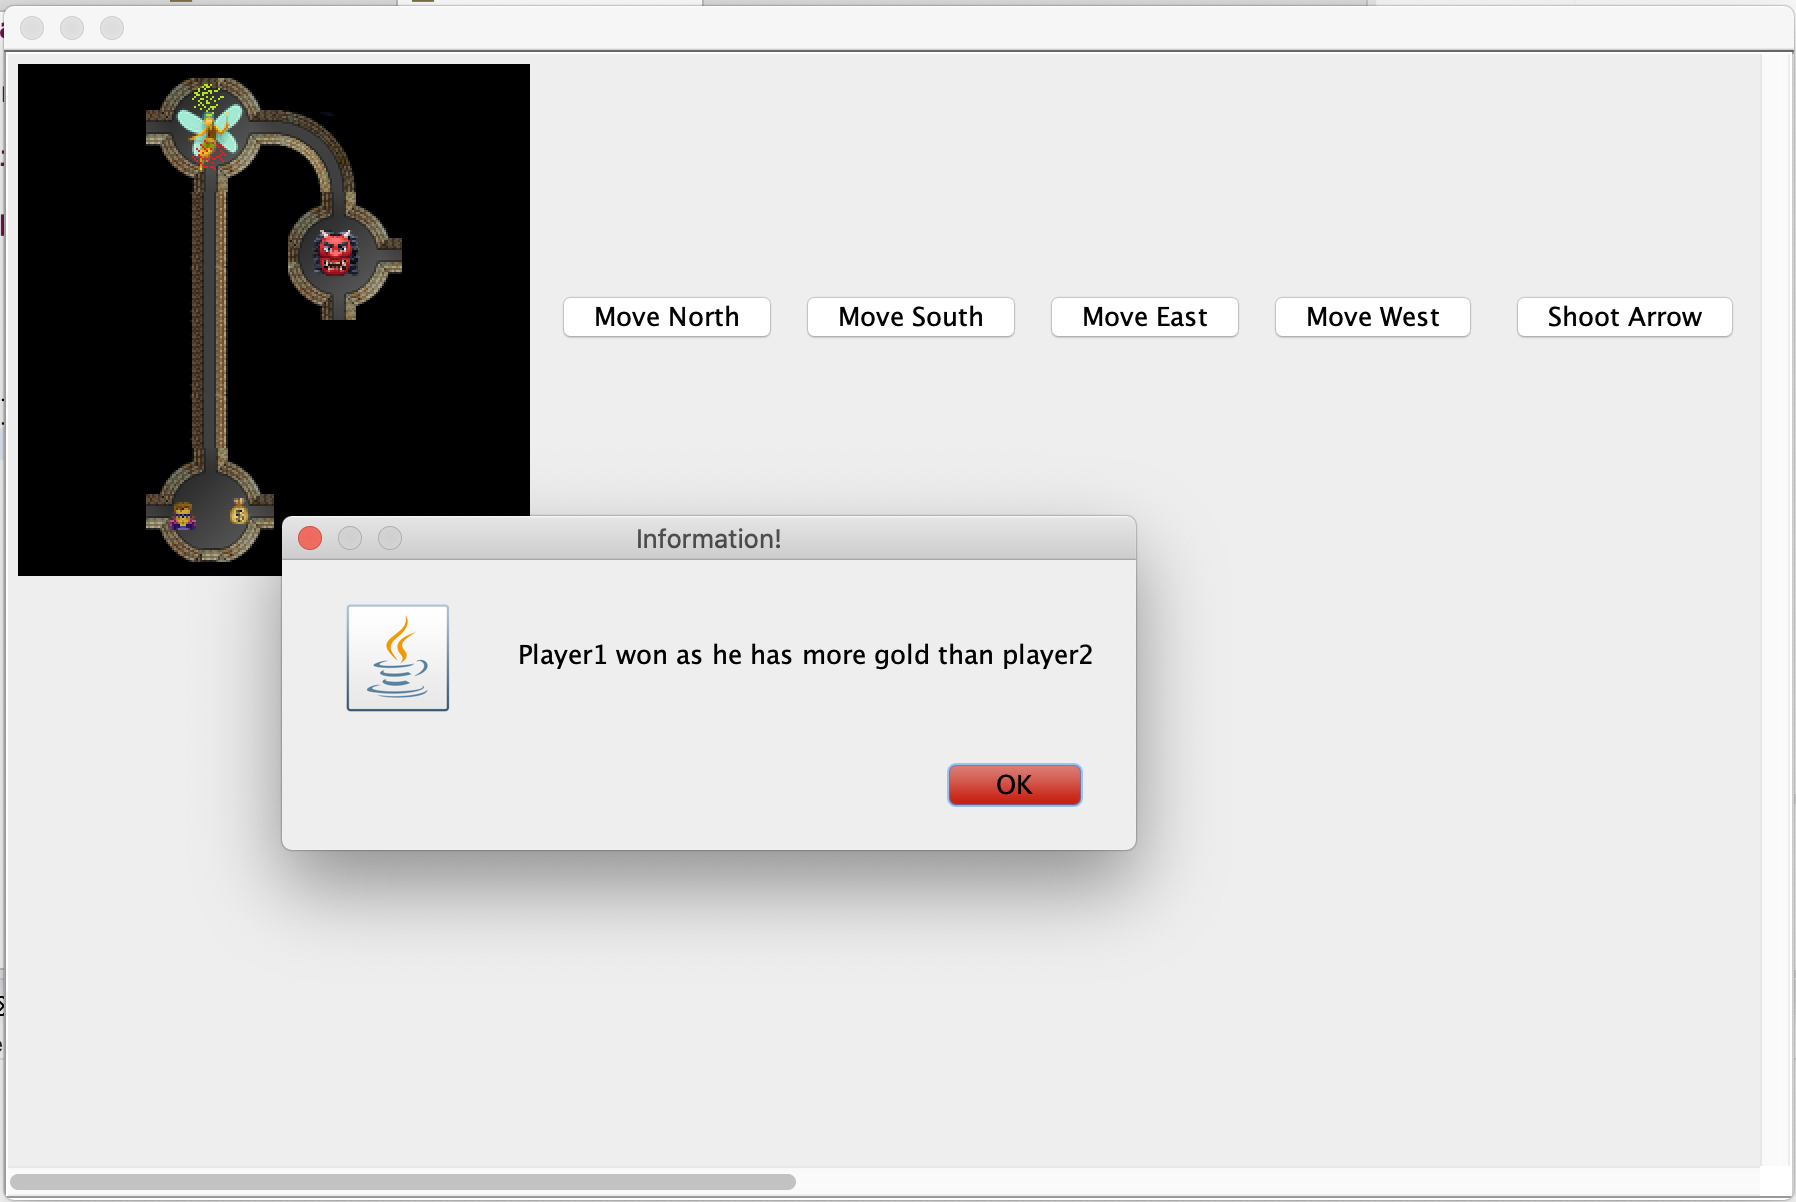 Move North
Move South
Move East
Move West
Shoot Arrow
Information!
Player1 won as he has more gold than player2
OK